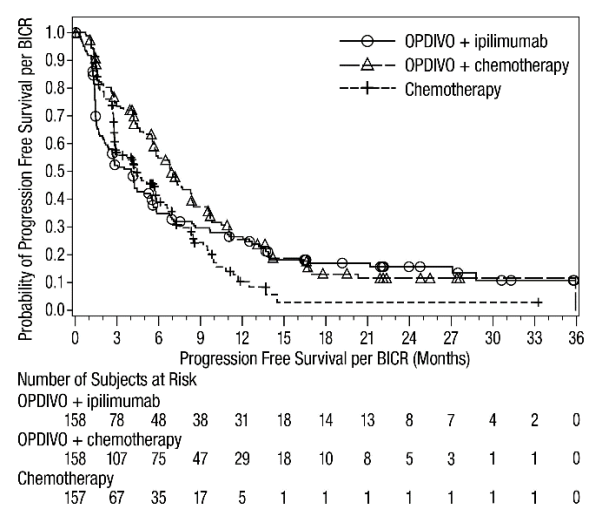 Probability of Progression Free Survival per BICR
1.0
0.9
0.8
0.7
0.6
0.5
0.4
0.3
0.2
0.1
0.0
OPDIVO + ipilimumab
OPDIVO + chemotherapy
Chemotherapy
0 3 6 9 12 15 18 21 24 27 30 33 36
Progression Free Survival per BICR (Months)
Number of Subjects at Risk
OPDIVO + ipilimumab
158 78 48 38 31 18 14 13 8 7 4 2 0
OPDIVO + chemotherapy
158 107 75 47 29 18 10 8 5 3 1 1 0
Chemotherapy
157 67 35 17 5 1 1 1 1 1 1 1 0